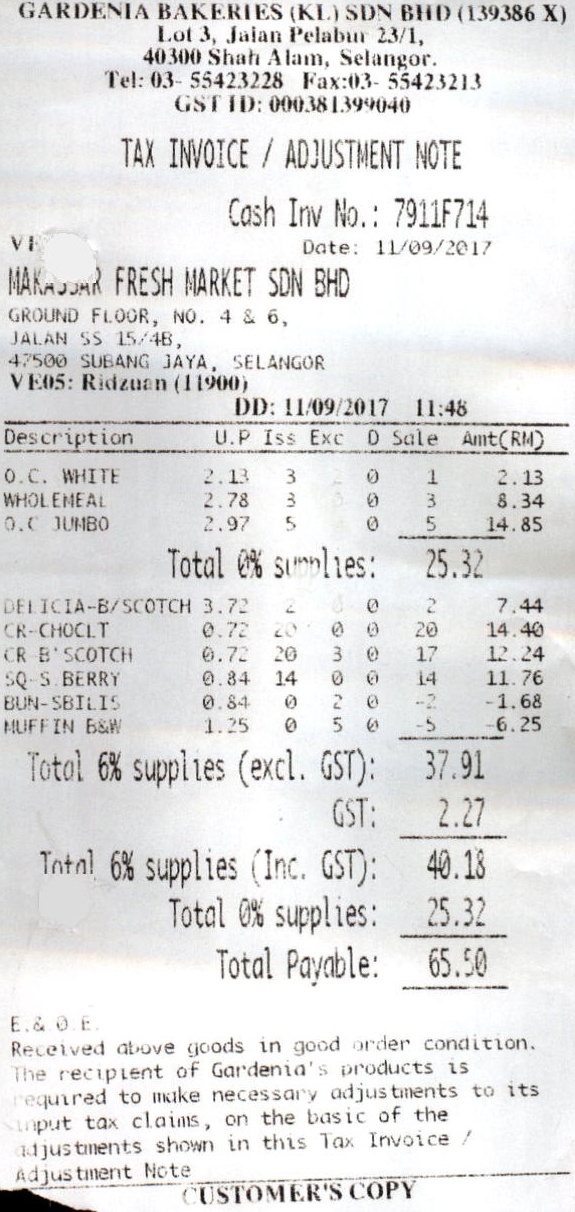 GARDENIA BAKERIES (KL) SDN BHD (139386 X)
Lot 3, Jalan Pelabur 23/1,
40300 Shah Alam, Selangor.
Tel: 03- 55423228 Fax:03- 55423213
GST ID: 000381399040
TAX INVOICE / ADJUSTMENT NOTE
Cash Inv No.: 7911F714
VE
Date: 11/09/2017
MAKASSAR FRESH MARKET SDN BHD
GROUND FLOOR, NO. 4 & 6,
JALAN SS 15/4B,
47500 SUBANG JAYA, SELANGOR
VE05: Ridzuan (11900)
DD: 11/09/2017 11:48
Description U.P Iss Exc D Sale Amt(RM)
O.C. WHITE 2.13 3 0 1 2.13
WHOLEMEAL 2.78 3 0 3 8.34
O.C JUMBO 2.97 5 0 5 14.85
Total 0% supplies: 25.32
DELICIA-B/SCOTCH 3.72 2 0 2 7.44
CR-CHOCLT 0.72 20 0 0 20 14.40
CR-B'SCOTCH 0.72 20 3 0 17 12.24
SQ-S.BERRY 0.84 14 0 0 14 11.76
BUN-SBILIS 0.84 0 2 0 -2 -1.68
MUFFIN B&W 1.25 0 5 0 -5 -6.25
Total 6% supplies (excl. GST): 37.91
GST: 2.27
Total 6% supplies (Inc. GST): 40.18
Total 0% supplies: 25.32
Total Payable: 65.50
E.& O.E.
Received above goods in good order condition.
The recipient of Gardenia's products is
required to make necessary adjustments to its
input tax claims, on the basic of the
adjustments shown in this Tax Invoice /
Adjustment Note
CUSTOMER'S COPY